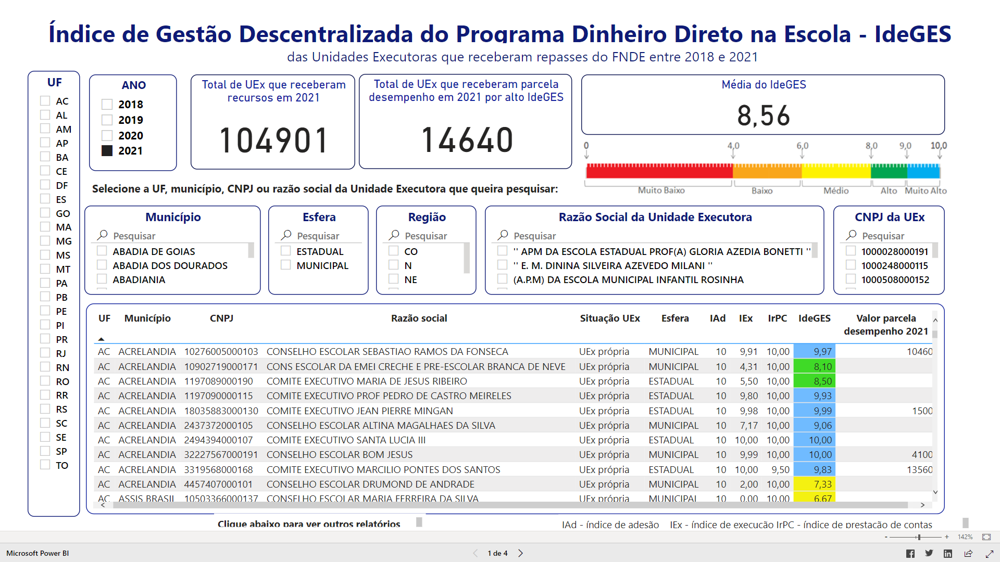 Índice de Gestão Descentralizada do Programa Dinheiro Direto na Escola - IdeGES
das Unidades Executoras que receberam repasses do FNDE entre 2018 e 2021
UF
AC
AL
AM
AP
BA
CE
DF
ES
GO
MA
MG
MS
MT
PA
PB
PE
PI
PR
RJ
RN
RO
RR
RS
SC
SE
SP
TO
ANO
2018
2019
2020
2021
Total de UEx que receberam
recursos em 2021
104901
Total de UEx que receberam parcela
desempenho em 2021 por alto IdeGES
14640
Média do IdeGES
8,56
0 4,0 6,0 8,0 9,0 10,0
Muito Baixo Baixo Médio Alto Muito Alto
Selecione a UF, município, CNPJ ou razão social da Unidade Executora que queira pesquisar:
Município
Pesquisar
ABADIA DE GOIAS
ABADIA DOS DOURADOS
ABADIANIA
Esfera
Pesquisar
ESTADUAL
MUNICIPAL
Região
Pesquisar
CO
N
NE
Razão Social da Unidade Executora
Pesquisar
'' APM DA ESCOLA ESTADUAL PROF(A) GLORIA AZEDIA BONETTI ''
'' E. M. DININA SILVEIRA AZEVEDO MILANI ''
(A.P.M) DA ESCOLA MUNICIPAL INFANTIL ROSINHA
CNPJ da UEx
Pesquisar
1000028000191
1000248000115
1000508000152
UF Município CNPJ Razão social Situação UEx Esfera IAd IEx IrPC IdeGES Valor parcela
desempenho 2021
AC ACRELANDIA 10276005000103 CONSELHO ESCOLAR SEBASTIAO RAMOS DA FONSECA UEx própria MUNICIPAL 10 9,91 10,00 9,97 10460
AC ACRELANDIA 10902719000171 CONS ESCOLAR DA EMEI CRECHE E PRE-ESCOLAR BRANCA DE NEVE UEx própria MUNICIPAL 10 4,31 10,00 8,10
AC ACRELANDIA 1197089000190 COMITE EXECUTIVO MARIA DE JESUS RIBEIRO UEx própria ESTADUAL 10 5,50 10,00 8,50
AC ACRELANDIA 1197090000115 COMITE EXECUTIVO PROF PEDRO DE CASTRO MEIRELES UEx própria ESTADUAL 10 9,80 10,00 9,93
AC ACRELANDIA 18035883000130 COMITE EXECUTIVO JEAN PIERRE MINGAN UEx própria ESTADUAL 10 9,98 10,00 9,99 1500
AC ACRELANDIA 2437372000105 CONSELHO ESCOLAR ALTINA MAGALHAES DA SILVA UEx própria MUNICIPAL 10 7,17 10,00 9,06
AC ACRELANDIA 2494394000107 COMITE EXECUTIVO SANTA LUCIA III UEx própria ESTADUAL 10 10,00 10,00 10,00
AC ACRELANDIA 32227567000191 CONSELHO ESCOLAR BOM JESUS UEx própria MUNICIPAL 10 9,99 10,00 10,00 4100
AC ACRELANDIA 3319568000168 COMITE EXECUTIVO MARCILIO PONTES DOS SANTOS UEx própria ESTADUAL 10 10,00 9,50 9,83 13560
AC ACRELANDIA 4457407000101 CONSELHO ESCOLAR DRUMOND DE ANDRADE UEx própria MUNICIPAL 10 2,00 10,00 7,33
AC ASSIS BRASIL 10503366000137 CONSELHO ESCOLAR MARIA FERREIRA DA SILVA UEx própria MUNICIPAL 10 0,00 10,00 6,67
Clique abaixo para ver outros relatórios
IAd - índice de adesão IEx - índice de execução IrPC - índice de prestação de contas
- + 142%
Microsoft Power BI
1 de 4